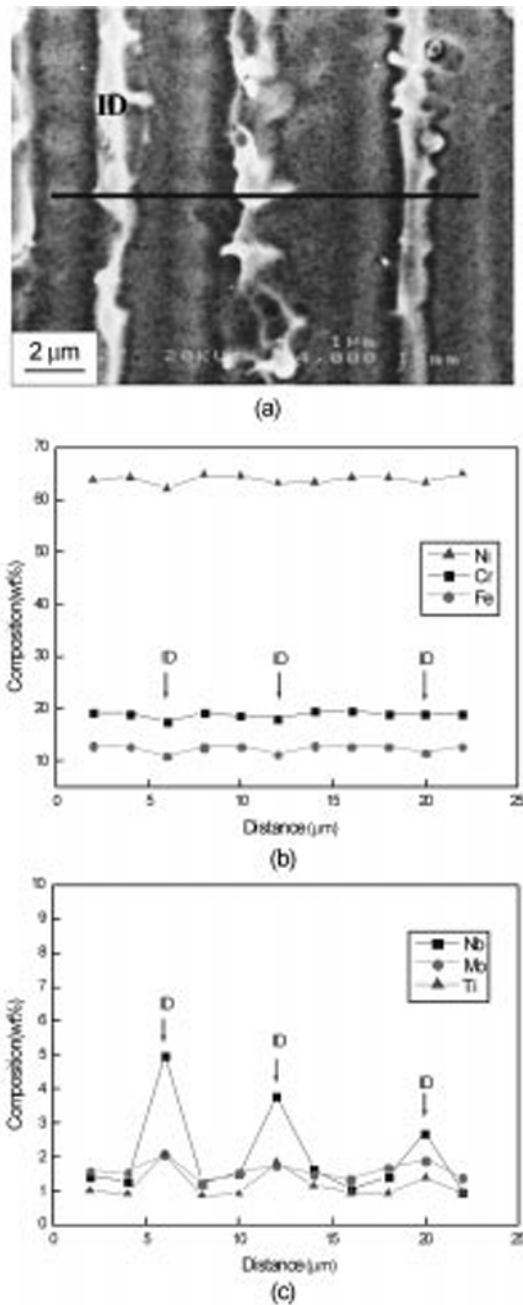 ID
2 μm
1μm
20KU
(a)
70
60
50
40
30
20
10
Composition(wt%)
Ni
Cr
Fe
ID
ID
ID
0
5
10
15
20
25
Distance(μm)
(b)
10
9
8
7
6
5
4
3
2
1
0
Composition(wt%)
Nb
Mo
Ti
ID
ID
ID
0
5
10
15
20
25
Distance(μm)
(c)